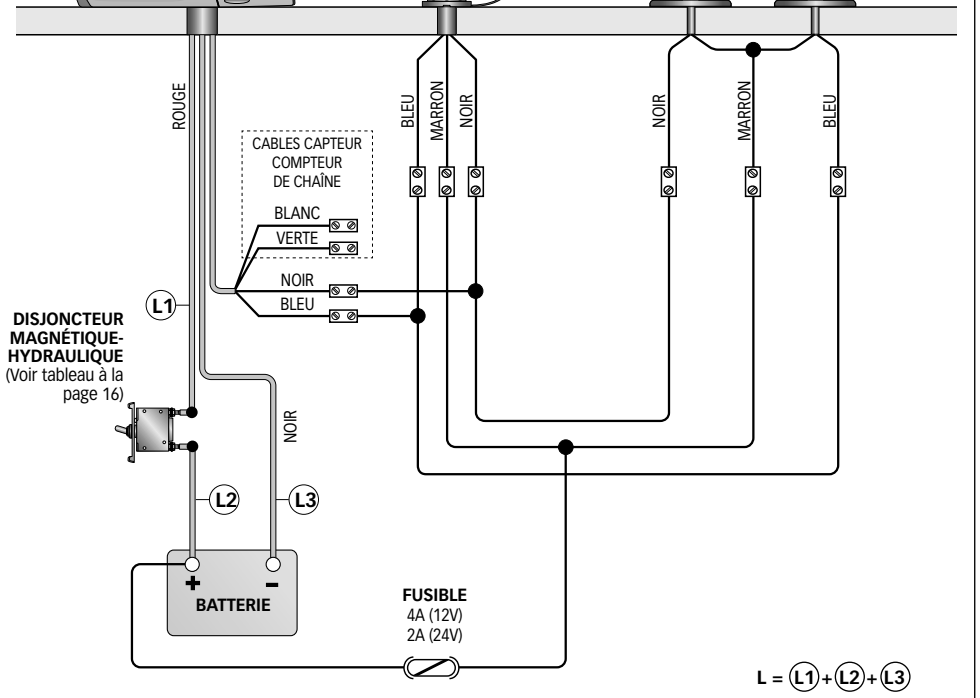 ROUGE
BLEU
MARRON
NOIR
NOIR
MARRON
BLEU
CABLES CAPTEUR
COMPTEUR
DE CHAÎNE
BLANC
VERTE
NOIR
BLEU
L1
DISJONCTEUR
MAGNÉTIQUE-
HYDRAULIQUE
(Voir tableau à la
page 16)
NOIR
L2
L3
+ -
BATTERIE
FUSIBLE
4A (12V)
2A (24V)
L = L1 + L2 + L3